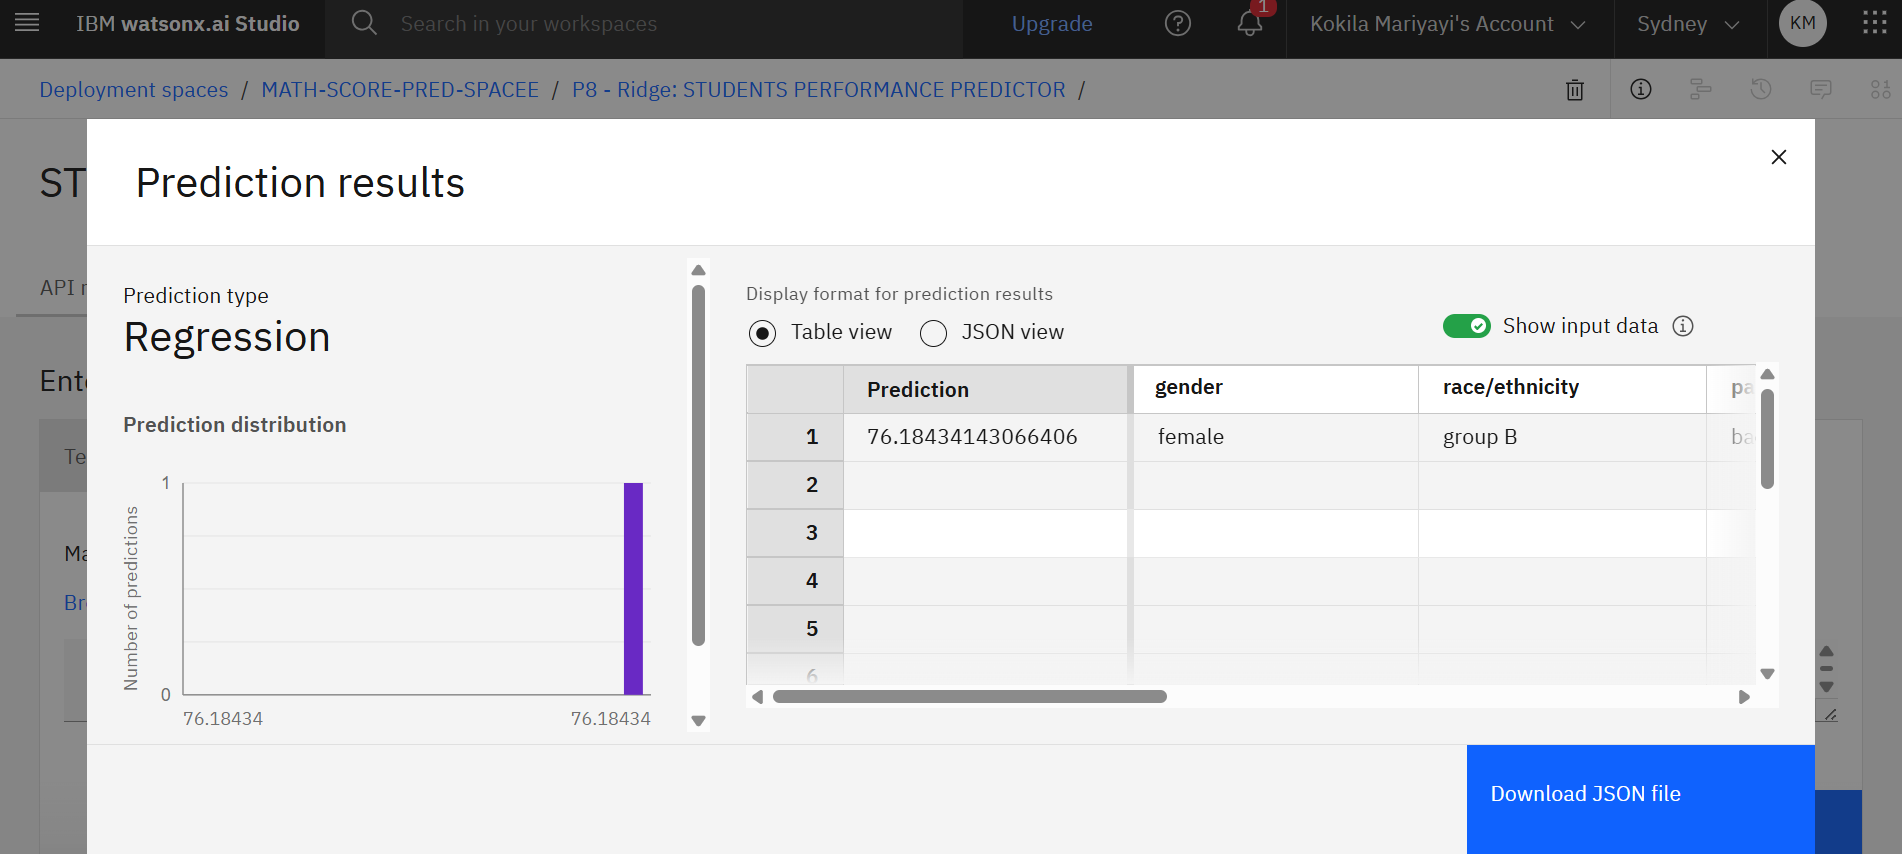 IBM watsonx.ai Studio
Search in your workspaces
Upgrade
1
Kokila Mariyayi's Account
Sydney
KM
Deployment spaces / MATH-SCORE-PRED-SPACEE / P8 - Ridge: STUDENTS PERFORMANCE PREDICTOR /
ST
Prediction results
API r
Prediction type
Regression
Display format for prediction results
Table view
JSON view
Show input data
Ente
Prediction gender race/ethnicity pa
1 76.18434143066406 female group B ba
2
3
4
5
6
Prediction distribution
Te
Ma
Br
Number of predictions
1
0
76.18434 76.18434
Download JSON file